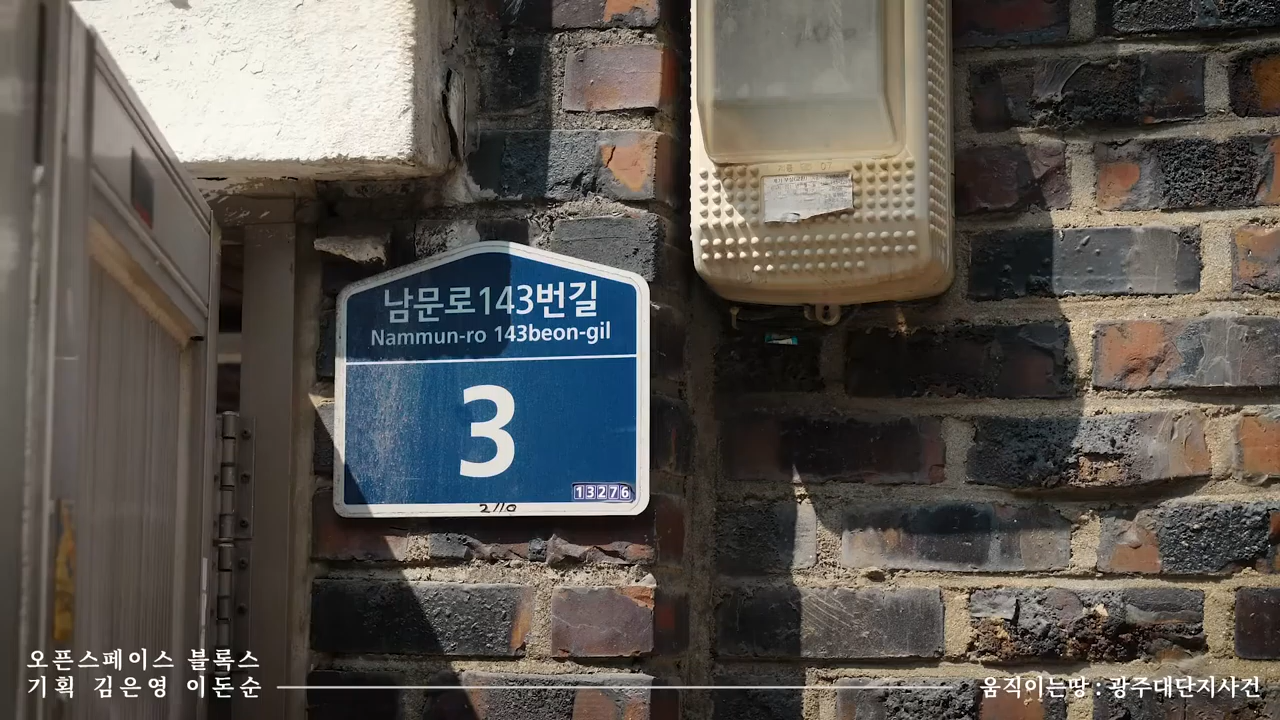 남문로143번길
Nammun-ro 143beon-gil
3
13276
2110
오픈스페이스 블록스
기획 김은영 이돈순
움직이는땅 : 광주대단지사건